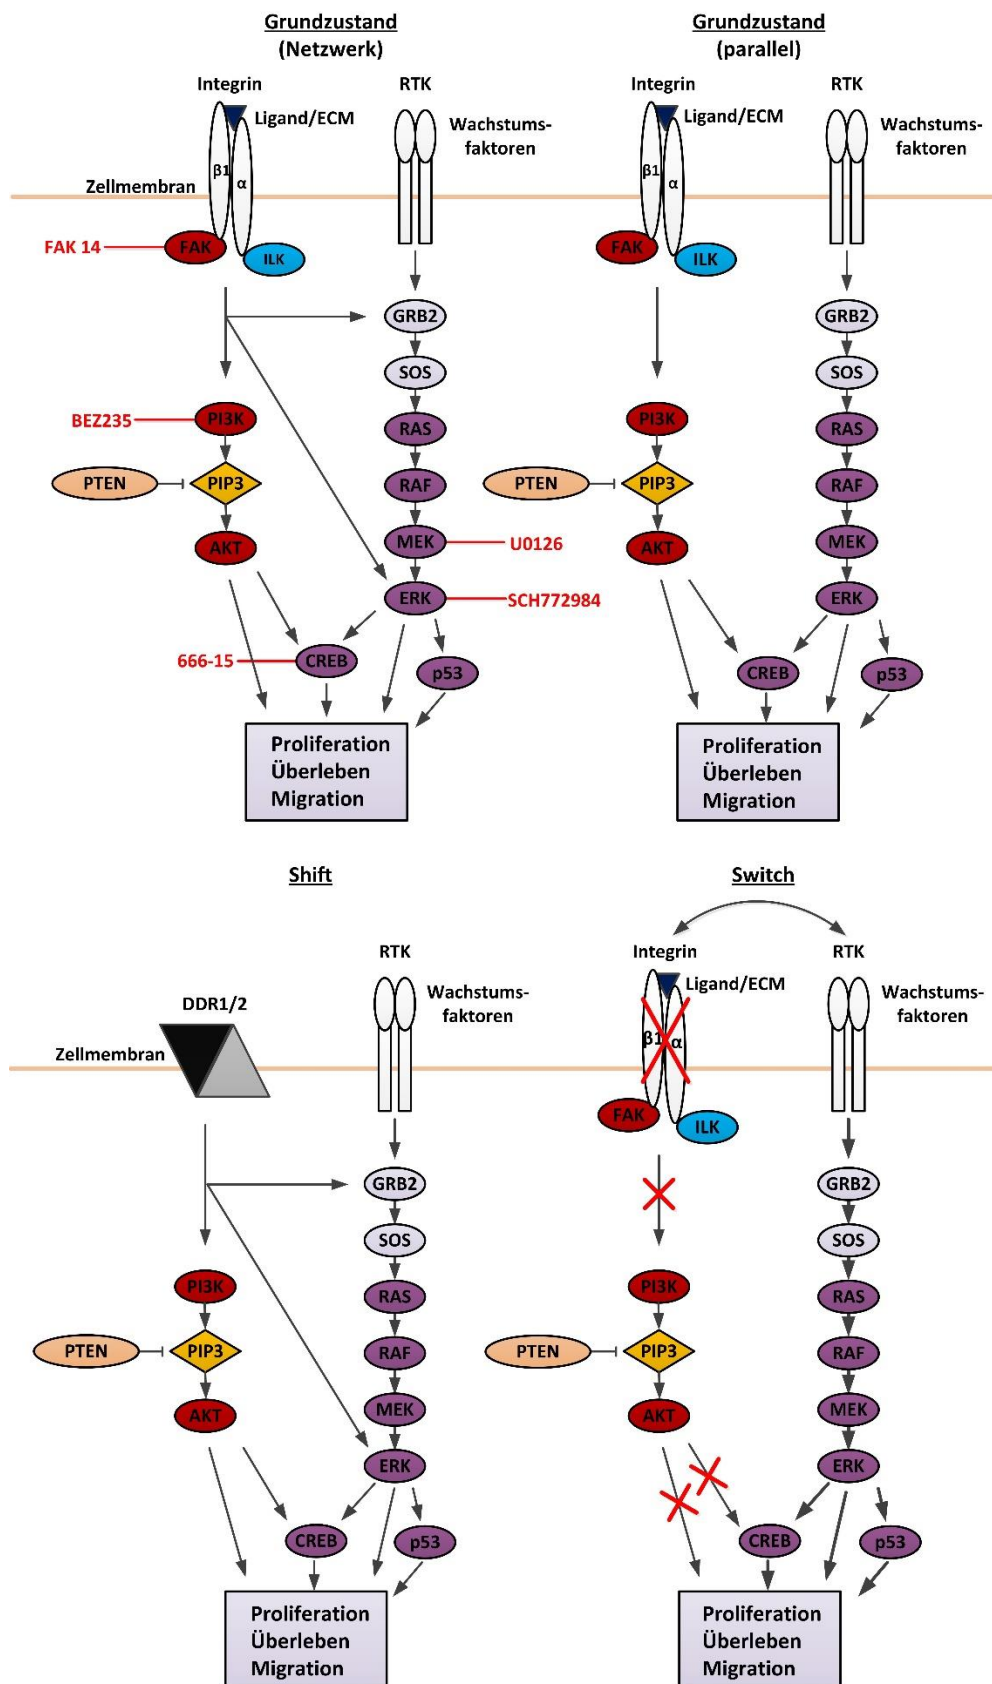 Grundzustand
(Netzwerk)
Integrin
RTK
Ligand/ECM
Wachstums-
faktoren
β1
α
Zellmembran
FAK 14
FAK
ILK
GRB2
SOS
BEZ235
PI3K
RAS
PTEN
PIP3
RAF
AKT
MEK
U0126
ERK
SCH772984
666-15
CREB
p53
Proliferation
Überleben
Migration
Grundzustand
(parallel)
Integrin
RTK
Ligand/ECM
Wachstums-
faktoren
β1
α
FAK
ILK
GRB2
SOS
PI3K
RAS
PTEN
PIP3
RAF
AKT
MEK
ERK
CREB
p53
Proliferation
Überleben
Migration
Shift
RTK
DDR1/2
Wachstums-
faktoren
Zellmembran
GRB2
SOS
PI3K
RAS
PTEN
PIP3
RAF
AKT
MEK
ERK
CREB
p53
Proliferation
Überleben
Migration
Switch
Integrin
RTK
Ligand/ECM
Wachstums-
faktoren
β1
α
FAK
ILK
GRB2
SOS
PI3K
RAS
PTEN
PIP3
RAF
AKT
MEK
ERK
CREB
p53
Proliferation
Überleben
Migration